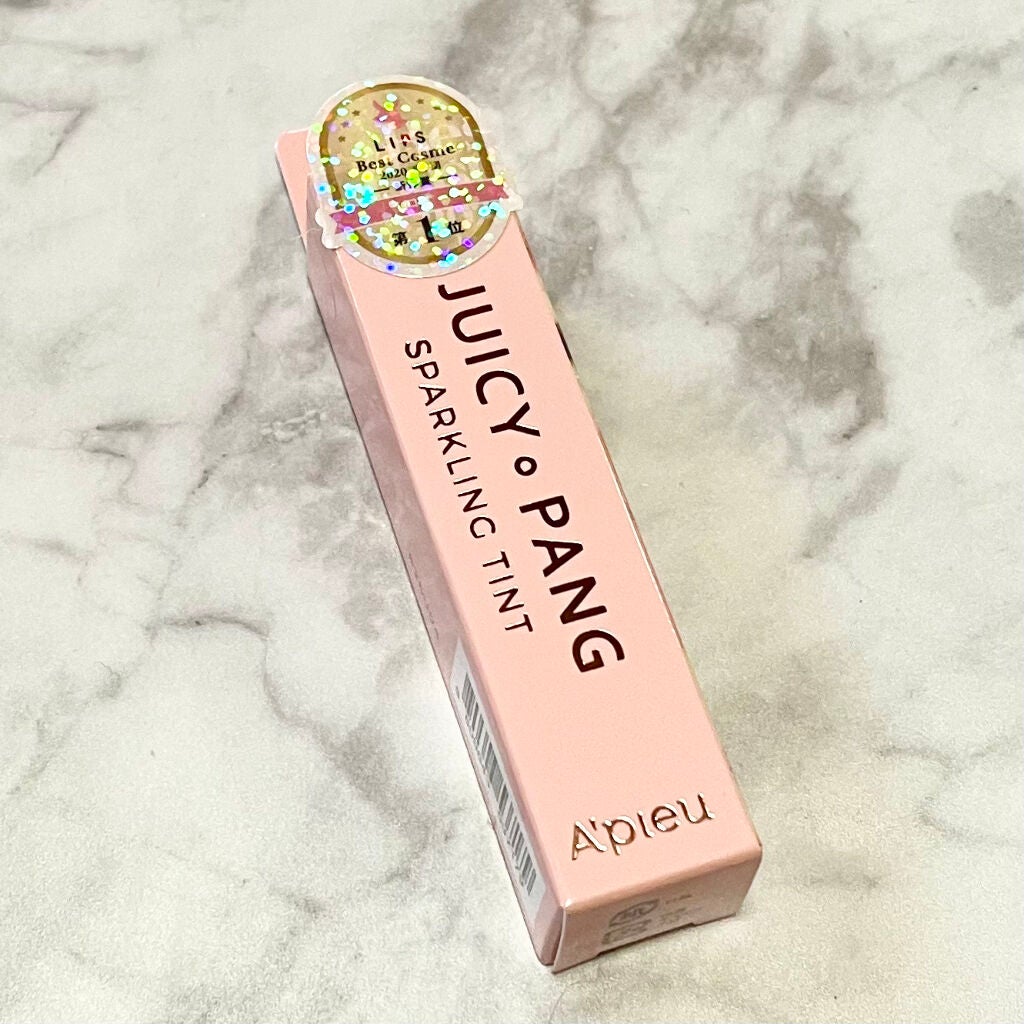 LIPS
Best Cosme
2020
第1位
JUICY PANG
SPARKLING TINT
A'pieu